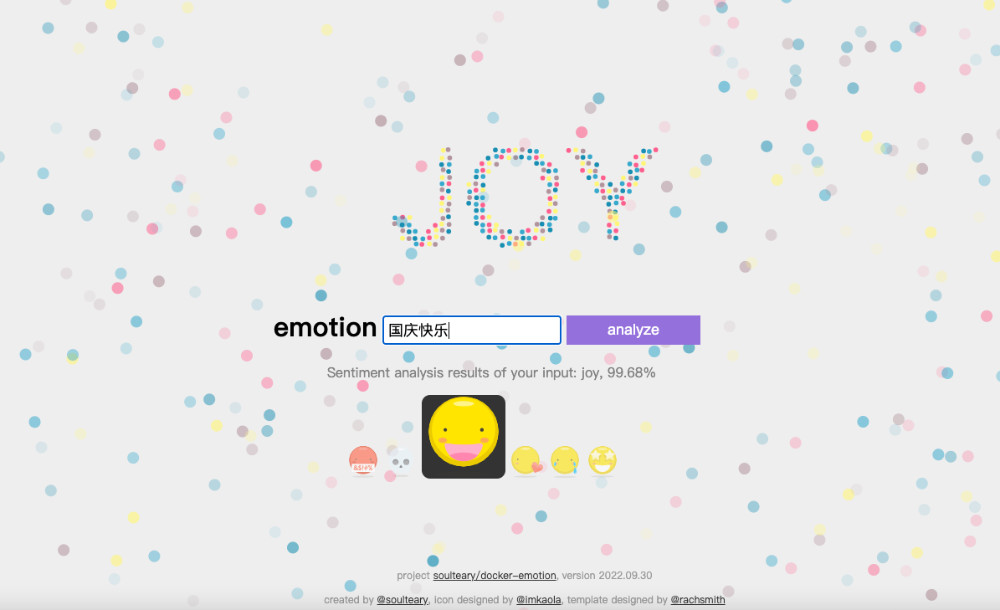 JOY
emotion 国庆快乐 analyze
Sentiment analysis results of your input: joy, 99.68%
project soulteary/docker-emotion, version 2022.09.30
created by @soulteary, Icon designed by @imkaola, template designed by @rachsmith